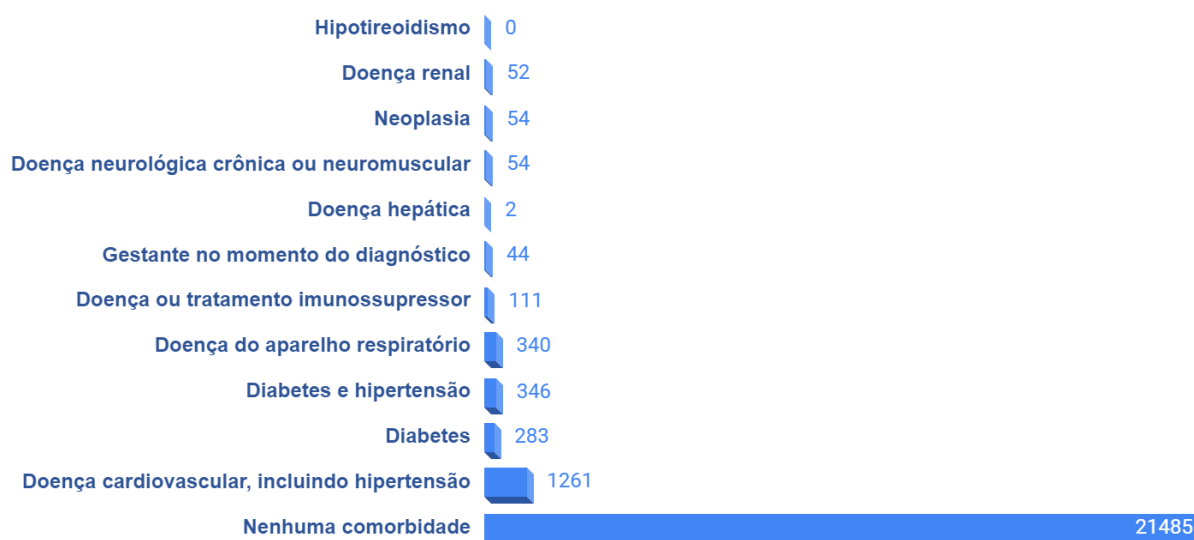 Hipotireoidismo 0
Doença renal 52
Neoplasia 54
Doença neurológica crônica ou neuromuscular 54
Doença hepática 2
Gestante no momento do diagnóstico 44
Doença ou tratamento imunossupressor 111
Doença do aparelho respiratório 340
Diabetes e hipertensão 346
Diabetes 283
Doença cardiovascular, incluindo hipertensão 1261
Nenhuma comorbidade 21485